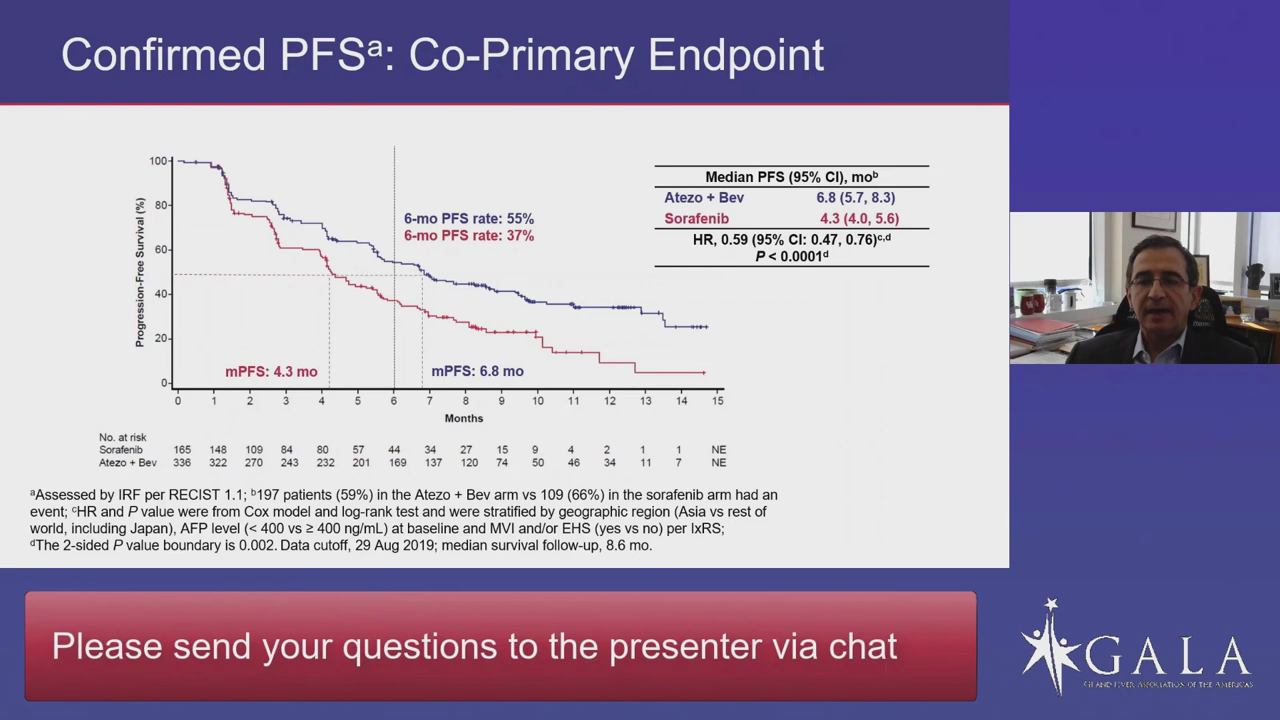 Confirmed PFSᵃ: Co-Primary Endpoint
100
80
60
40
20
0
Progression-Free Survival (%)
6-mo PFS rate: 55%
6-mo PFS rate: 37%
mPFS: 4.3 mo
mPFS: 6.8 mo
0 1 2 3 4 5 6 7 8 9 10 11 12 13 14 15
Months
Median PFS (95% CI), moᵇ
Atezo + Bev 6.8 (5.7, 8.3)
Sorafenib 4.3 (4.0, 5.6)
HR, 0.59 (95% CI: 0.47, 0.76)ᶜ,ᵈ
P < 0.0001ᵈ
No. at risk
Sorafenib 165 148 109 84 80 57 44 34 27 15 9 4 2 1 1 NE
Atezo + Bev 336 322 270 243 232 201 169 137 120 74 50 46 34 11 7 NE
ᵃAssessed by IRF per RECIST 1.1; ᵇ197 patients (59%) in the Atezo + Bev arm vs 109 (66%) in the sorafenib arm had an
event; ᶜHR and P value were from Cox model and log-rank test and were stratified by geographic region (Asia vs rest of
world, including Japan), AFP level (< 400 vs ≥ 400 ng/mL) at baseline and MVI and/or EHS (yes vs no) per IxRS;
ᵈThe 2-sided P value boundary is 0.002. Data cutoff, 29 Aug 2019; median survival follow-up, 8.6 mo.
Please send your questions to the presenter via chat
GALA
GI AND LIVER ASSOCIATION OF THE AMERICAS